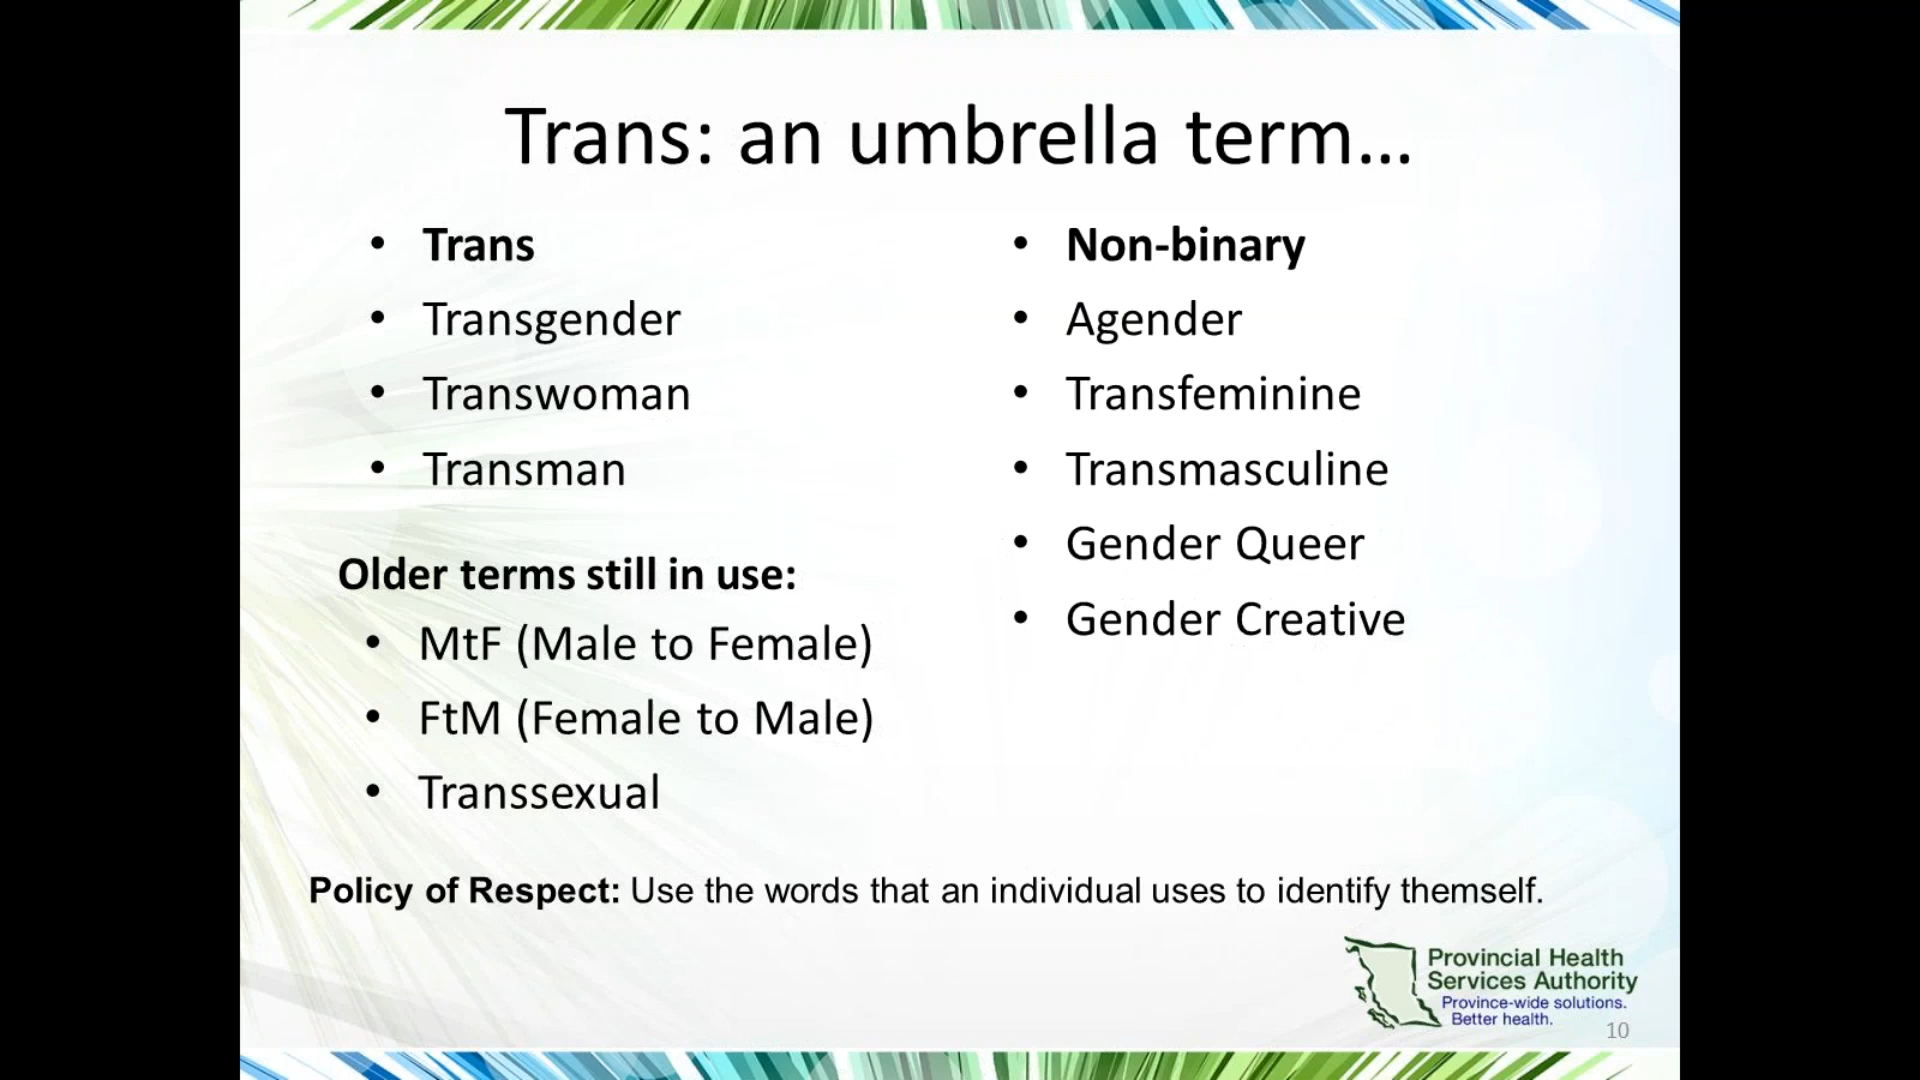 Trans: an umbrella term…
• Trans
• Transgender
• Transwoman
• Transman
Older terms still in use:
• MtF (Male to Female)
• FtM (Female to Male)
• Transsexual
• Non-binary
• Agender
• Transfeminine
• Transmasculine
• Gender Queer
• Gender Creative
Policy of Respect: Use the words that an individual uses to identify themself.
Provincial Health
Services Authority
Province-wide solutions.
Better health.
10